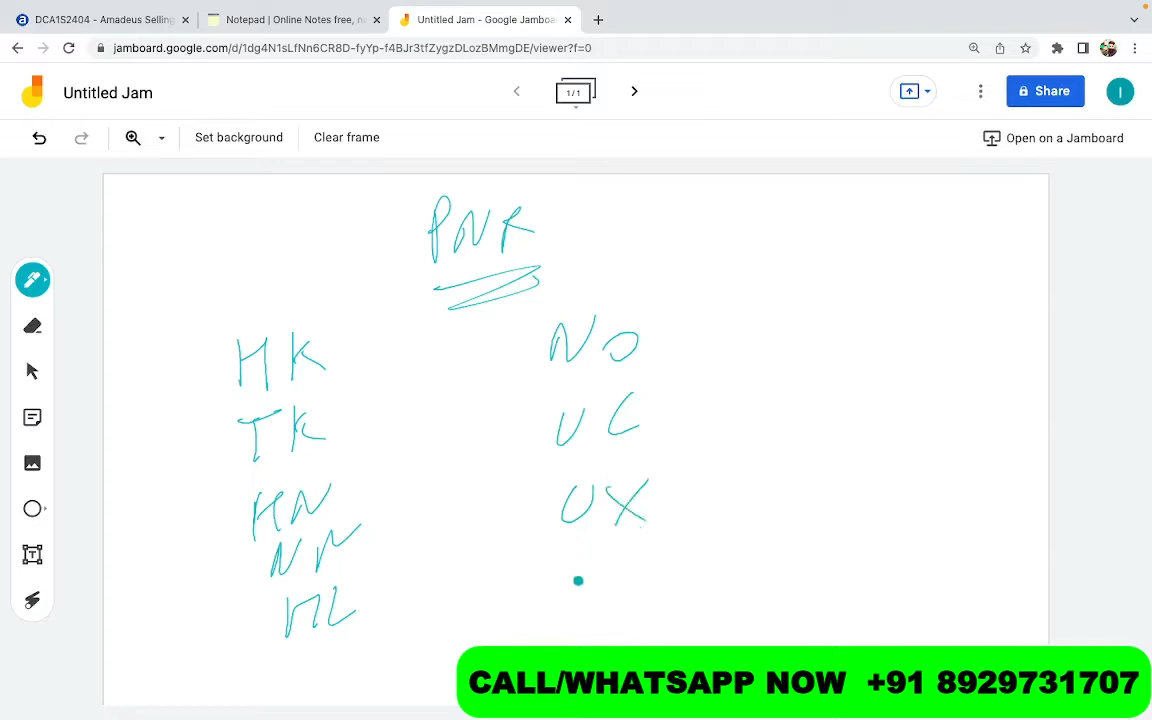 DCA1S2404 - Amadeus Selling
Notepad | Online Notes free, n
Untitled Jam - Google Jamboa
jamboard.google.com/d/1dg4N1sLfNn6CR8D-fyYp-f4BJr3tfZygzDLozBMmgDE/viewer?f=0
Untitled Jam
1/1
Share
I
Set background
Clear frame
Open on a Jamboard
PNR
HK
TK
HN
NN
HL
NO
UC
UX
CALL/WHATSAPP NOW +91 8929731707